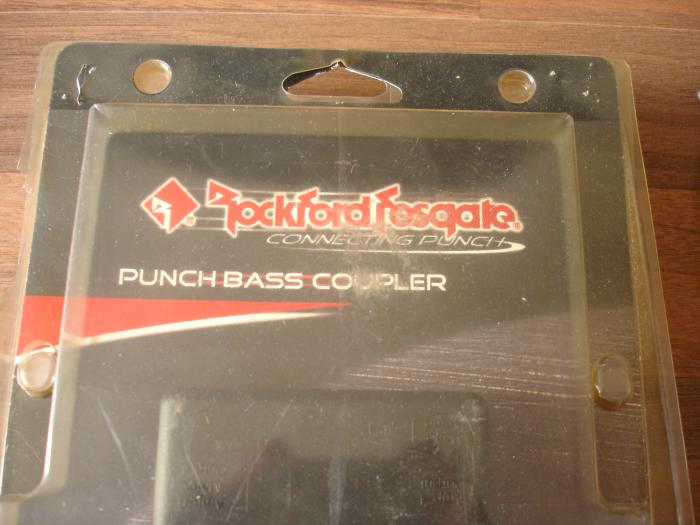 Rockford Fosgate®
CONNECTING PUNCH
PUNCH BASS COUPLER